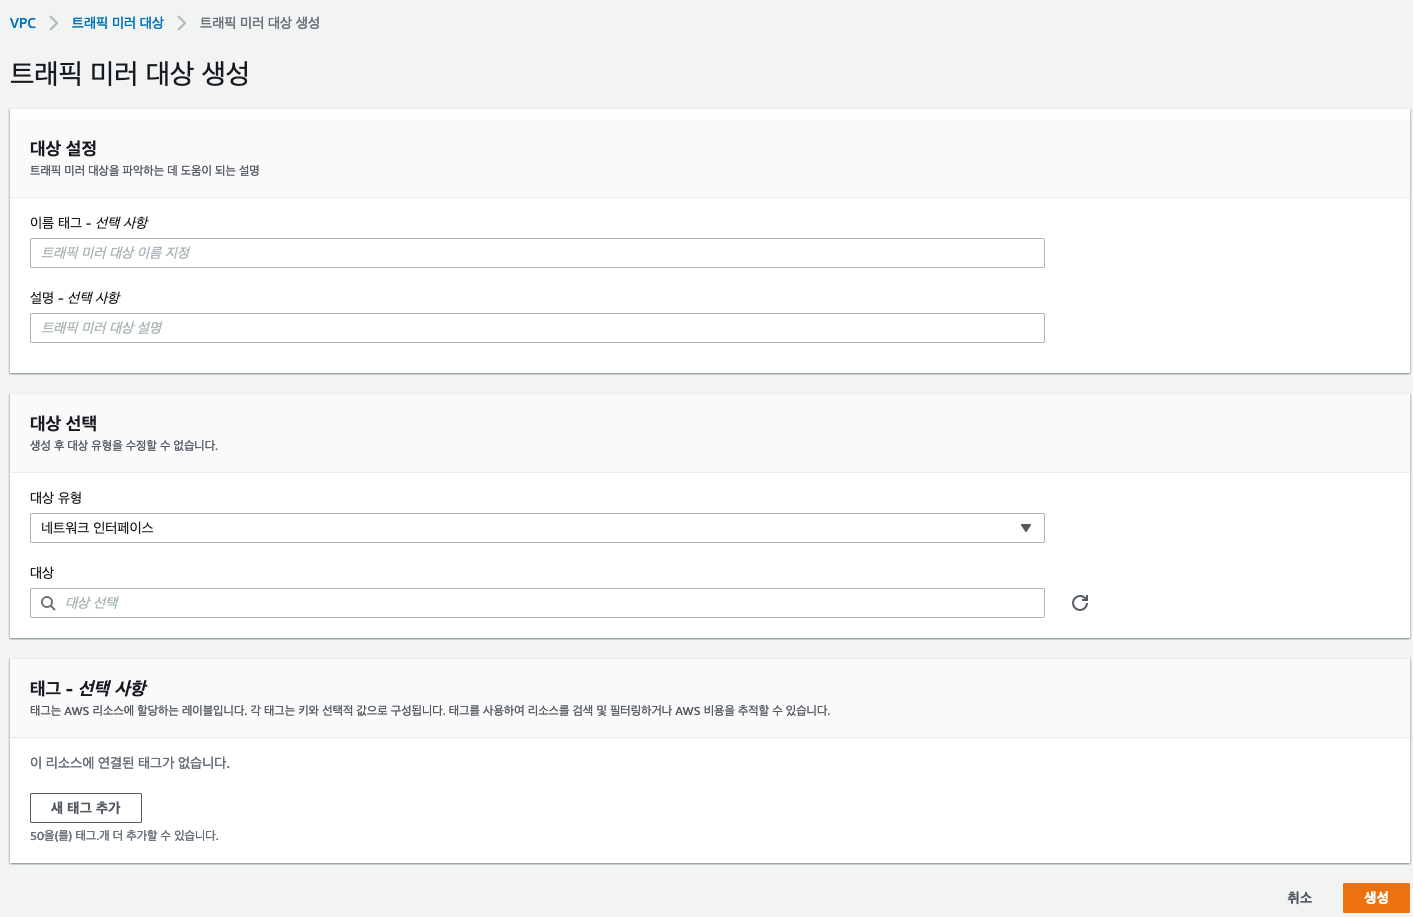 VPC > 트래픽 미러 대상 > 트래픽 미러 대상 생성
트래픽 미러 대상 생성
대상 설정
트래픽 미러 대상을 파악하는 데 도움이 되는 설명
이름 태그 - 선택 사항
트래픽 미러 대상 이름 지정
설명 - 선택 사항
트래픽 미러 대상 설명
대상 선택
생성 후 대상 유형을 수정할 수 없습니다.
대상 유형
네트워크 인터페이스
대상
대상 선택
태그 - 선택 사항
태그는 AWS 리소스에 할당하는 레이블입니다. 각 태그는 키와 선택적 값으로 구성됩니다. 태그를 사용하여 리소스를 검색 및 필터링하거나 AWS 비용을 추적할 수 있습니다.
이 리소스에 연결된 태그가 없습니다.
새 태그 추가
50을(를) 태그.개 더 추가할 수 있습니다.
취소 생성